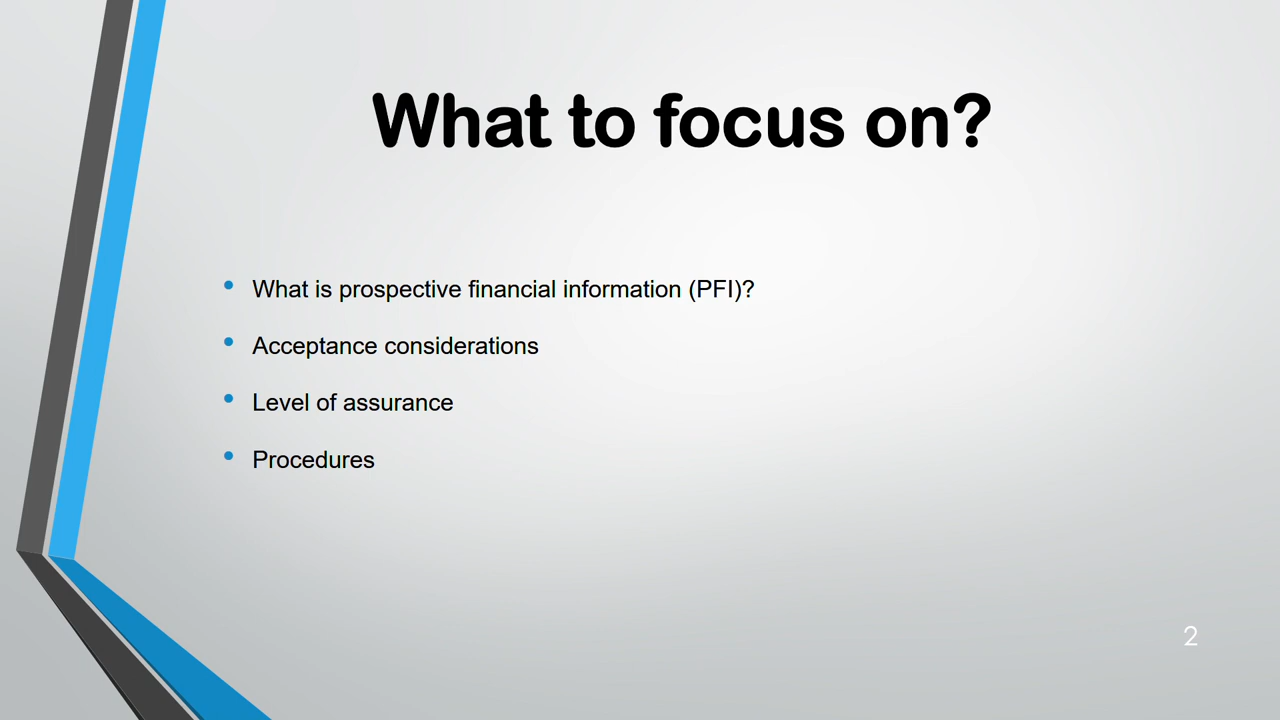 What to focus on?
• What is prospective financial information (PFI)?
• Acceptance considerations
• Level of assurance
• Procedures
2